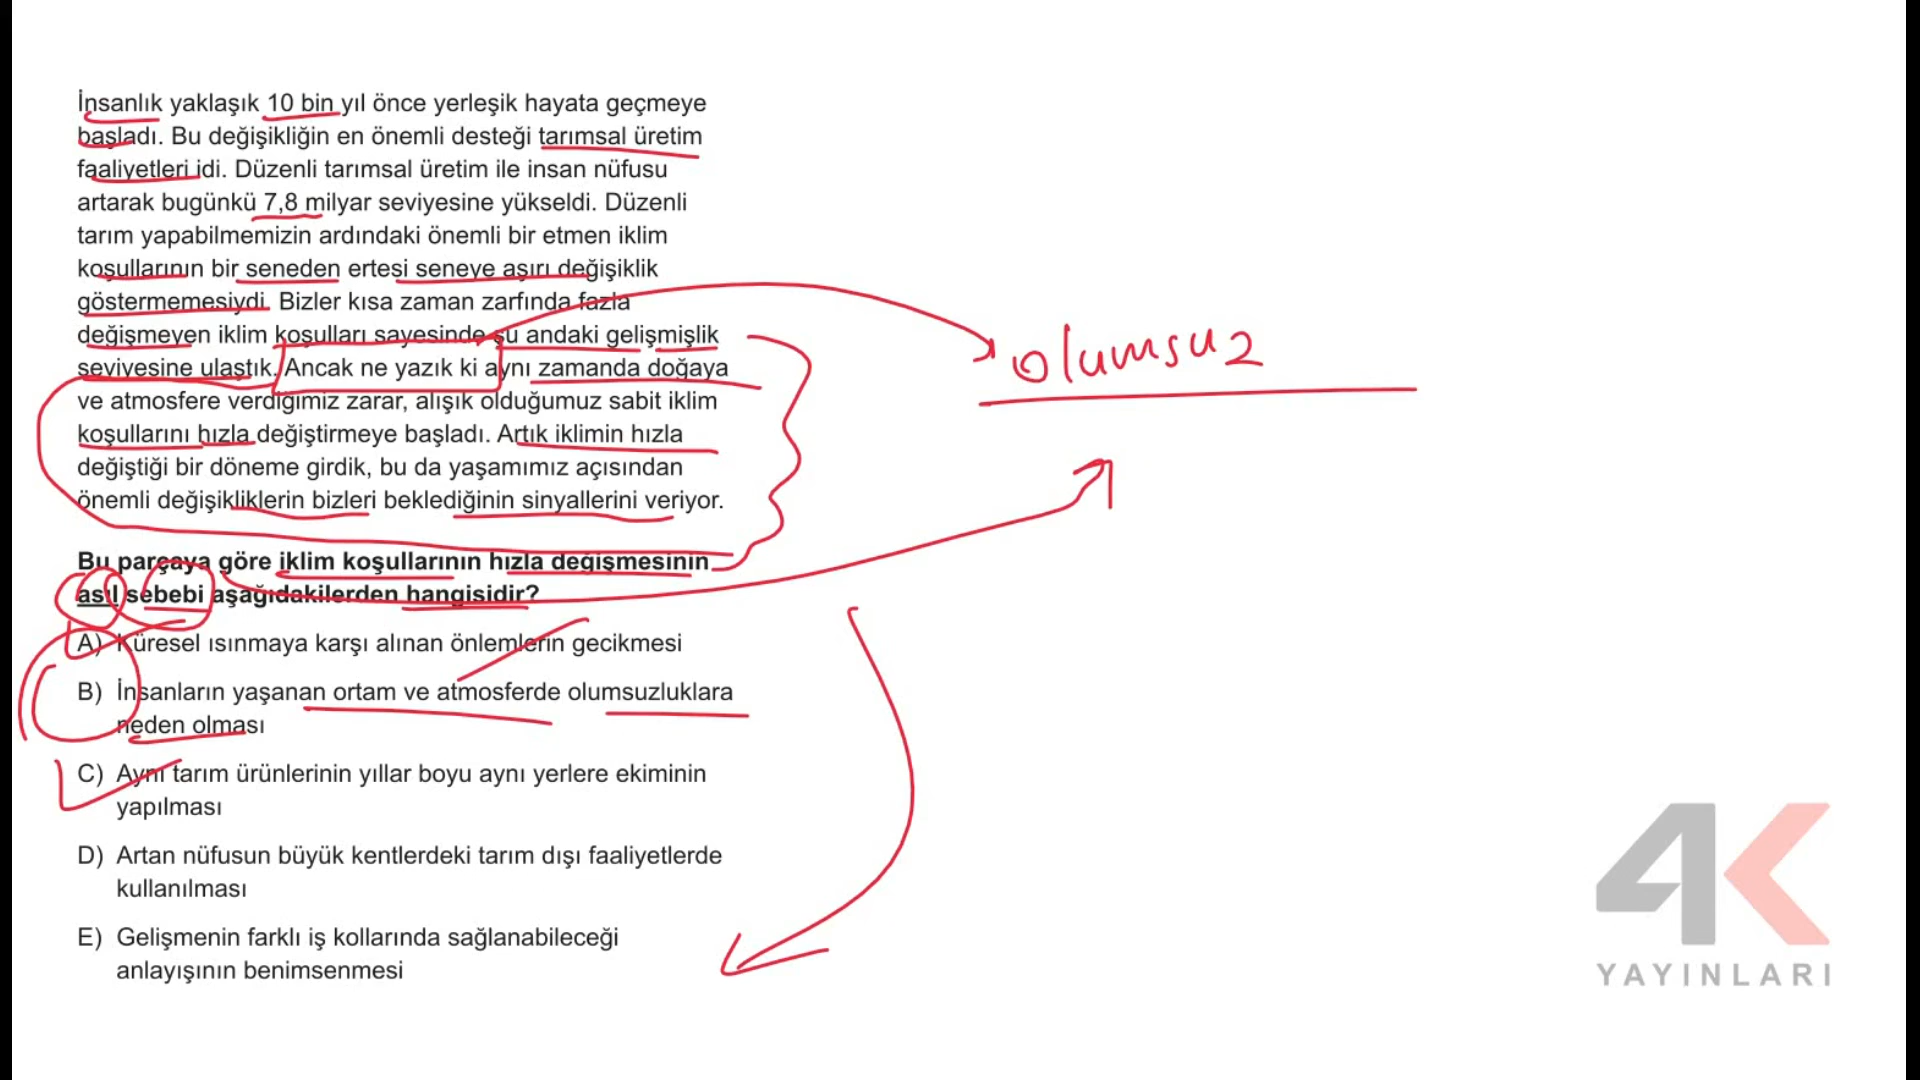 İnsanlık yaklaşık 10 bin yıl önce yerleşik hayata geçmeye
başladı. Bu değişikliğin en önemli desteği tarımsal üretim
faaliyetleri idi. Düzenli tarımsal üretim ile insan nüfusu
artarak bugünkü 7,8 milyar seviyesine yükseldi. Düzenli
tarım yapabilmemizin ardındaki önemli bir etmen iklim
koşullarının bir seneden ertesi seneye aşırı değişiklik
göstermemesiydi. Bizler kısa zaman zarfında fazla
değişmeyen iklim koşulları sayesinde şu andaki gelişmişlik
seviyesine ulaştık. Ancak ne yazık ki aynı zamanda doğaya
ve atmosfere verdiğimiz zarar, alışık olduğumuz sabit iklim
koşullarını hızla değiştirmeye başladı. Artık iklimin hızla
değiştiği bir döneme girdik, bu da yaşamımız açısından
önemli değişikliklerin bizleri beklediğinin sinyallerini veriyor.
olumsuz
Bu parçaya göre iklim koşullarının hızla değişmesinin
asıl sebebi aşağıdakilerden hangisidir?
A) Küresel ısınmaya karşı alınan önlemlerin gecikmesi
B) İnsanların yaşanan ortam ve atmosferde olumsuzluklara
neden olması
C) Aynı tarım ürünlerinin yıllar boyu aynı yerlere ekiminin
yapılması
D) Artan nüfusun büyük kentlerdeki tarım dışı faaliyetlerde
kullanılması
E) Gelişmenin farklı iş kollarında sağlanabileceği
anlayışının benimsenmesi
4K
YAYINLARI